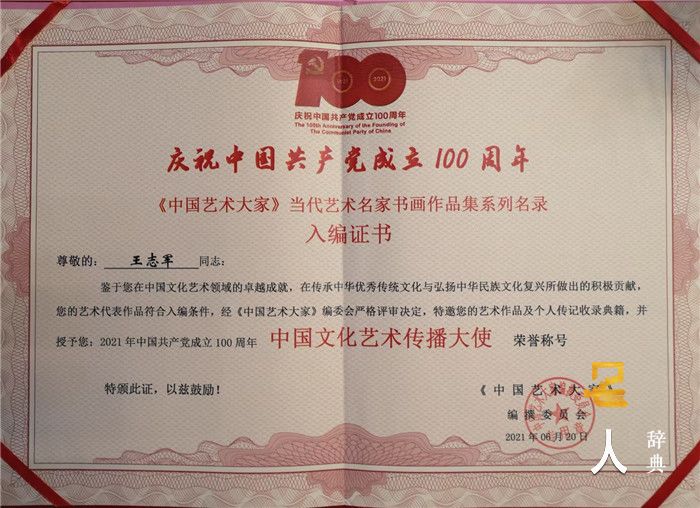 100
1921
2021
庆祝中国共产党成立100周年
The 100th Anniversary of the Founding of
The Communist Party of China
庆祝中国共产党成立100周年
《中国艺术大家》当代艺术名家书画作品集系列名录
入编证书
尊敬的：王志军同志：
鉴于您在中国文化艺术领域的卓越成就，在传承中华优秀传统文化与弘扬中华民族文化复兴所做出的积极贡献，
您的艺术代表作品符合入编条件，经《中国艺术大家》编委会严格评审决定，特邀您的艺术作品及个人传记收录典籍，并
授予您：2021年中国共产党成立100周年 中国文化艺术传播大使 荣誉称号
特颁此证，以兹鼓励！
《中国艺术大家》
编撰委员会
2021年06月20日
人 辞典